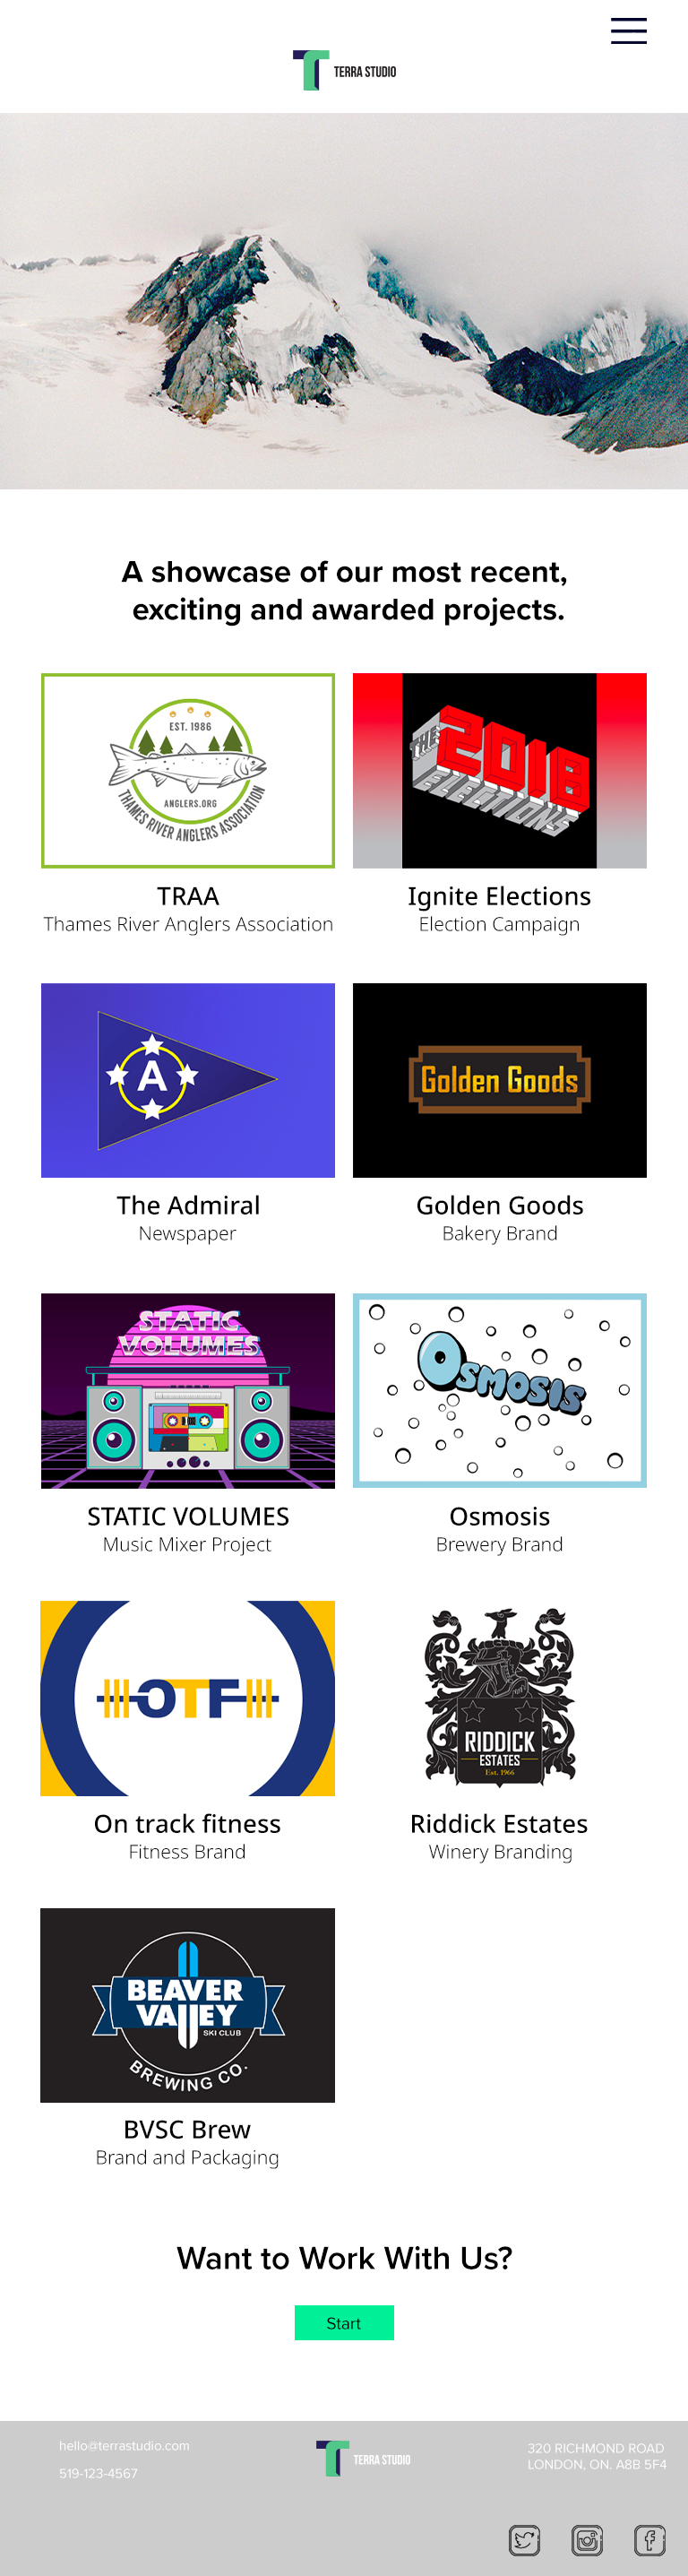 TERRA STUDIO
A showcase of our most recent,
exciting and awarded projects.
EST. 1986
ANGLERS.ORG
THAMES RIVER ANGLERS ASSOCIATION
THE
2018
ELECTIONS
TRAA
Thames River Anglers Association
Ignite Elections
Election Campaign
A
Golden Goods
The Admiral
Newspaper
Golden Goods
Bakery Brand
STATIC
VOLUMES
OSMOSIS
STATIC VOLUMES
Music Mixer Project
Osmosis
Brewery Brand
OTF
RIDDICK
ESTATES
Est. 1966
On track fitness
Fitness Brand
Riddick Estates
Winery Branding
BEAVER
VALLEY
SKI CLUB
BREWING CO.
BVSC Brew
Brand and Packaging
Want to Work With Us?
Start
hello@terrastudio.com
519-123-4567
TERRA STUDIO
320 RICHMOND ROAD
LONDON, ON. A8B 5F4